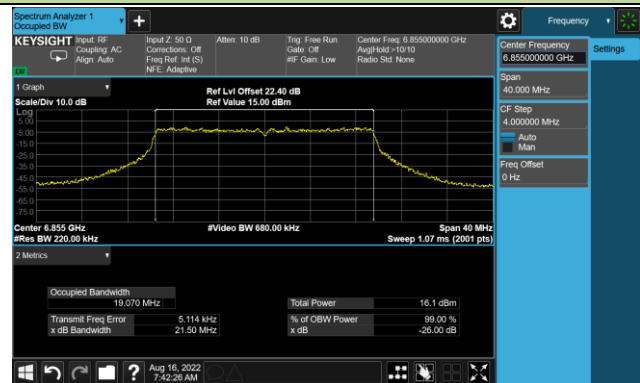 Spectrum Analyzer 1
Occupied BW
Frequency
KEYSIGHT
Input: RF
Coupling: AC
Align: Auto
Input Z: 50 Ω
Corrections: Off
Freq Ref: Int (S)
NFE: Adaptive
Atten: 10 dB
Trig: Free Run
Gate: Off
#IF Gain: Low
Center Freq: 6.855000000 GHz
Avg|Hold:>10/10
Radio Std: None
Center Frequency
6.855000000 GHz
Settings
Span
40.000 MHz
CF Step
4.000000 MHz
Auto
Man
Freq Offset
0 Hz
1 Graph
Scale/Div 10.0 dB
Ref Lvl Offset 22.40 dB
Ref Value 15.00 dBm
Log
5.00
-5.00
-15.0
-25.0
-35.0
-45.0
-55.0
-65.0
-75.0
Center 6.855 GHz
#Res BW 220.00 kHz
#Video BW 680.00 kHz
Span 40 MHz
Sweep 1.07 ms (2001 pts)
2 Metrics
Occupied Bandwidth
19.070 MHz
Total Power 16.1 dBm
Transmit Freq Error 5.114 kHz
% of OBW Power 99.00 %
x dB Bandwidth 21.50 MHz
x dB -26.00 dB
Aug 16, 2022
7:42:26 AM